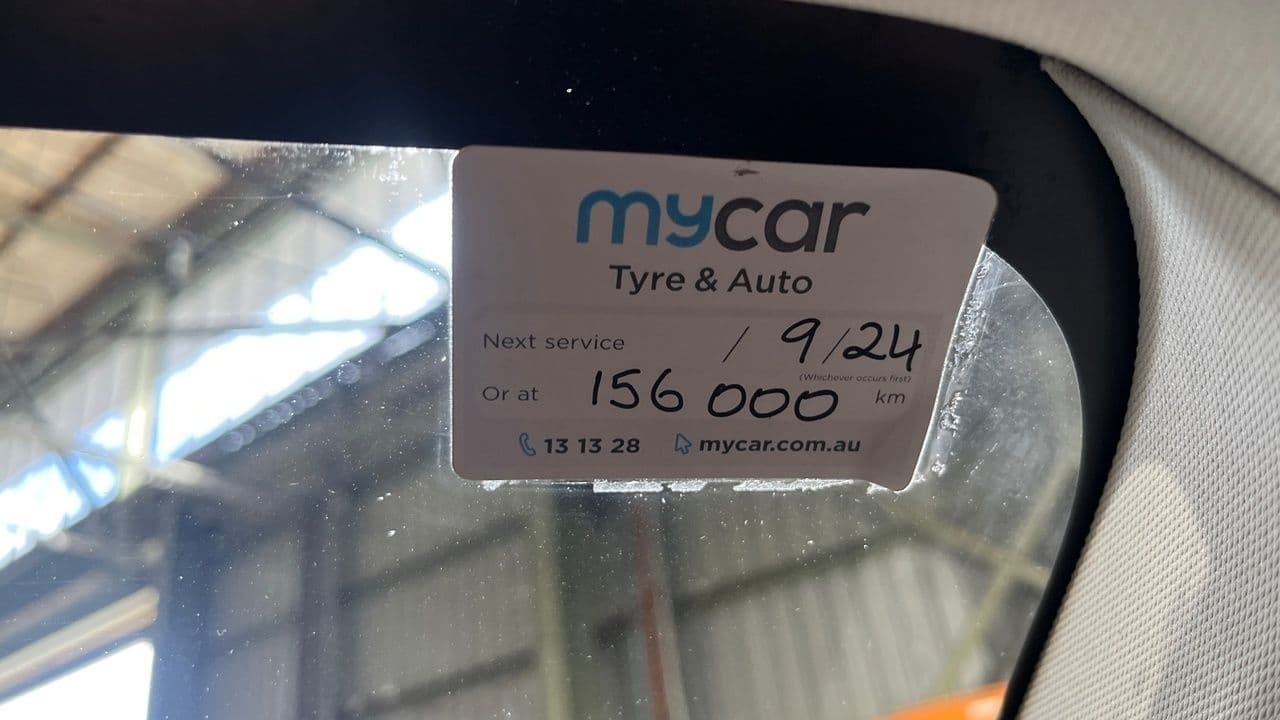 mycar
Tyre & Auto
Next service / 9/24
(Whichever occurs first)
Or at 156 000 km
13 13 28 mycar.com.au